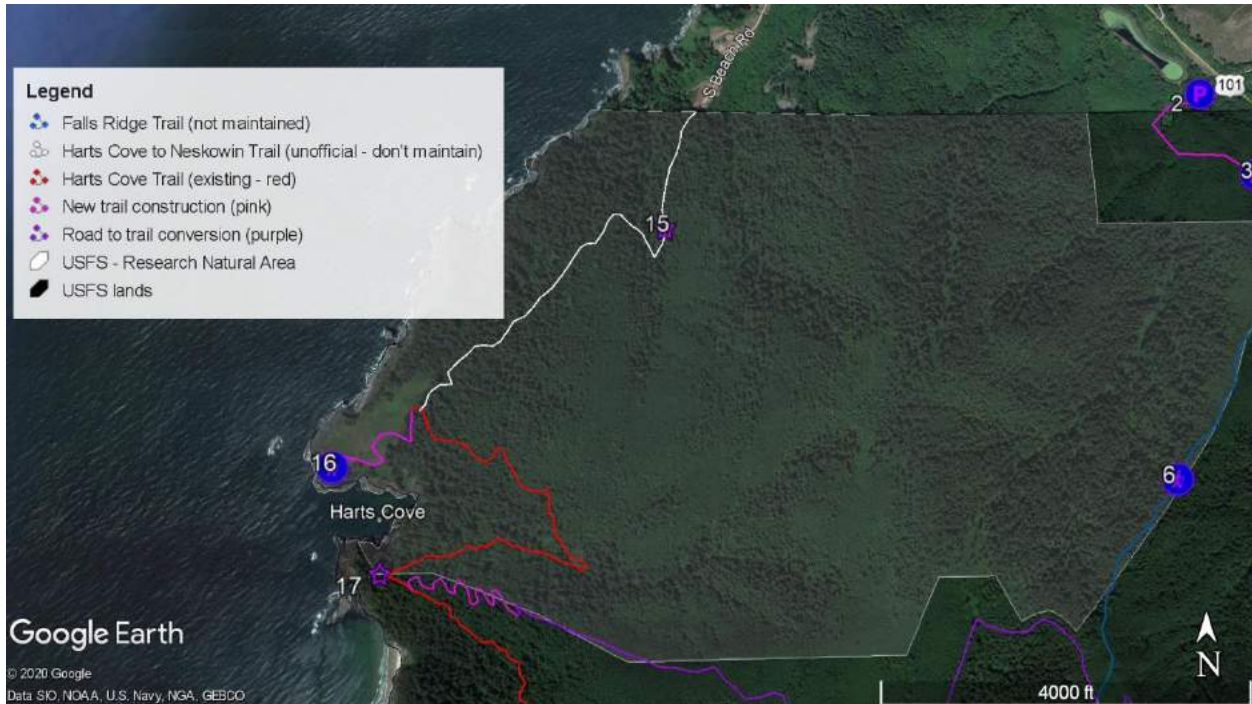 Legend
Falls Ridge Trail (not maintained)
Harts Cove to Neskowin Trail (unofficial - don't maintain)
Harts Cove Trail (existing - red)
New trail construction (pink)
Road to trail conversion (purple)
USFS - Research Natural Area
USFS lands
S Beach Rd
P
101
2
3
15
16
6
Harts Cove
17
Google Earth
© 2020 Google
Data SIO, NOAA, U.S. Navy, NGA, GEBCO
N
4000 ft